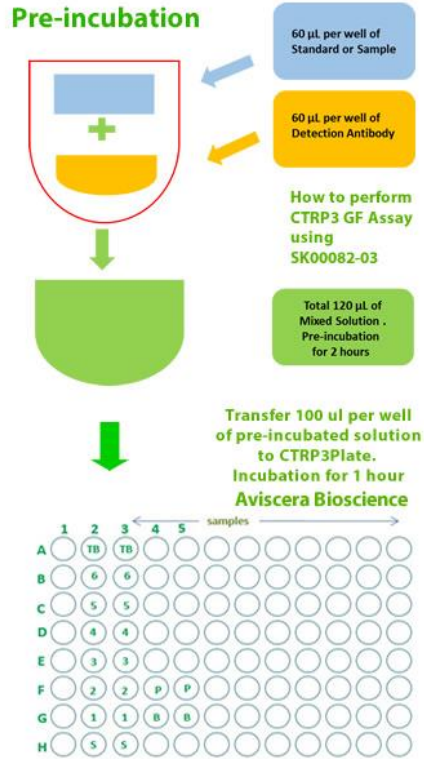 Pre-incubation
60 µL per well of
Standard or Sample
+
60 µL per well of
Detection Antibody
How to perform
CTRP3 GF Assay
using
SK00082-03
Total 120 µL of
Mixed Solution .
Pre-incubation
for 2 hours
Transfer 100 ul per well
of pre-incubated solution
to CTRP3Plate.
Incubation for 1 hour
Aviscera Bioscience
samples
1 2 3 4 5
A TB TB
B 6 6
C 5 5
D 4 4
E 3 3
F 2 2 P P
G 1 1 B B
H S S